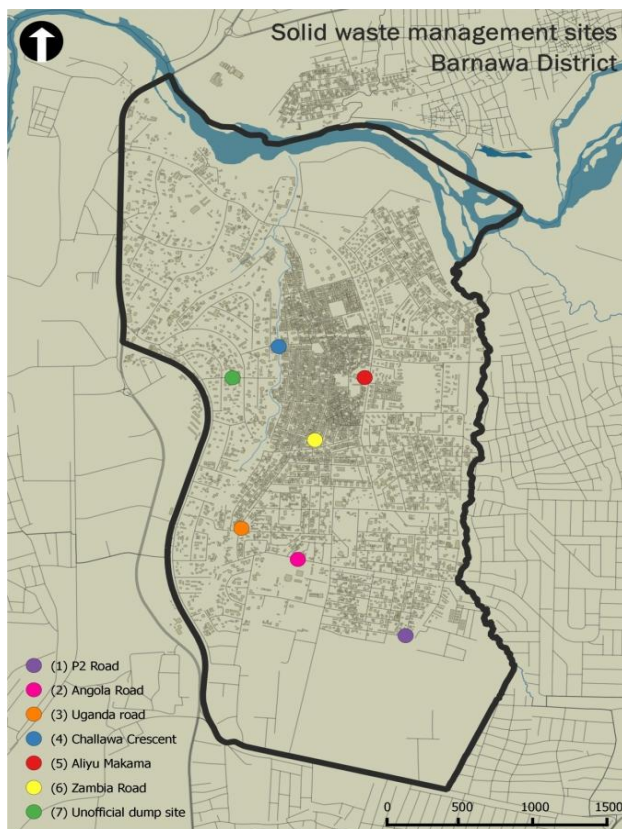 Solid waste management sites
Barnawa District
(1) P2 Road
(2) Angola Road
(3) Uganda road
(4) Challawa Crescent
(5) Aliyu Makama
(6) Zambia Road
(7) Unofficial dump site
0 500 1000 1500